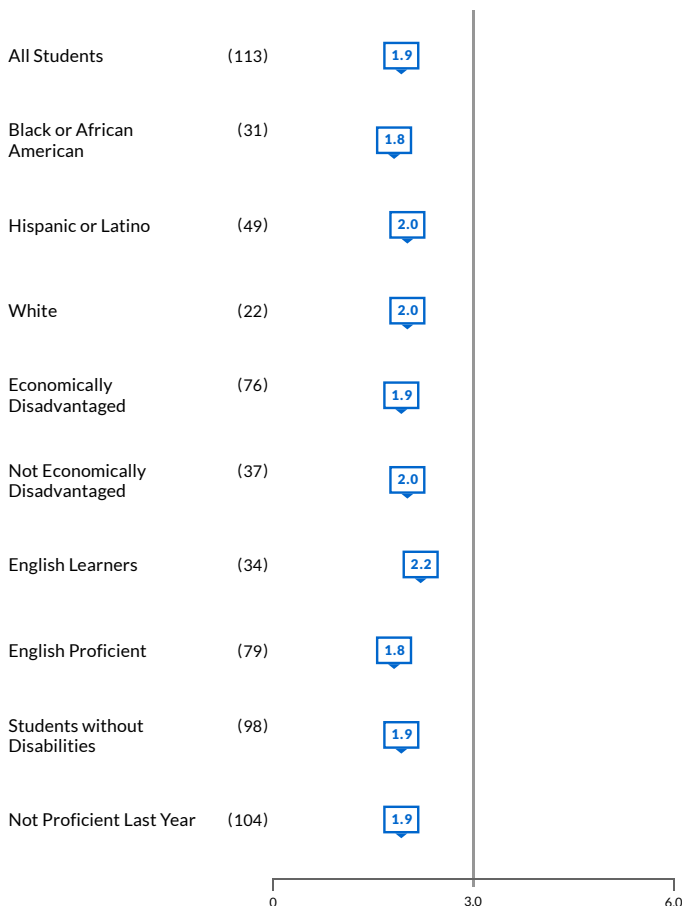 All Students (113) 1.9
Black or African (31)
American 1.8
Hispanic or Latino (49) 2.0
White (22) 2.0
Economically (76)
Disadvantaged 1.9
Not Economically (37)
Disadvantaged 2.0
English Learners (34) 2.2
English Proficient (79) 1.8
Students without (98)
Disabilities 1.9
Not Proficient Last Year (104) 1.9
0 3.0 6.0